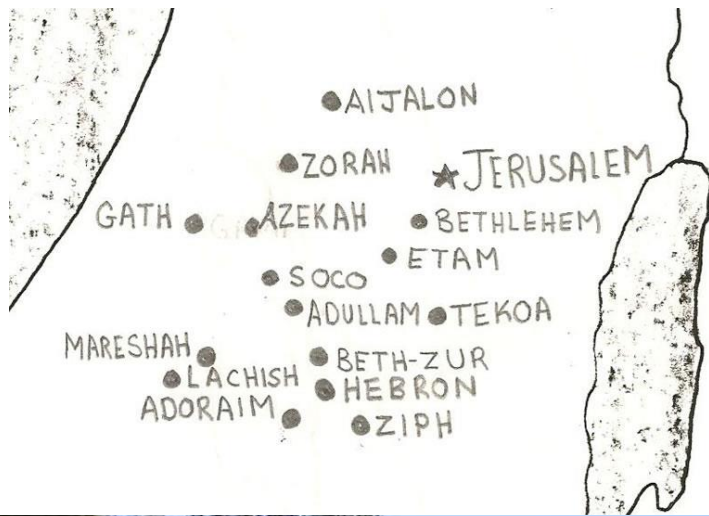 AIJALON
ZORAH
JERUSALEM
GATH
AZEKAH
BETHLEHEM
ETAM
SOCO
ADULLAM
TEKOA
MARESHAH
BETH-ZUR
LACHISH
HEBRON
ADORAIM
ZIPH